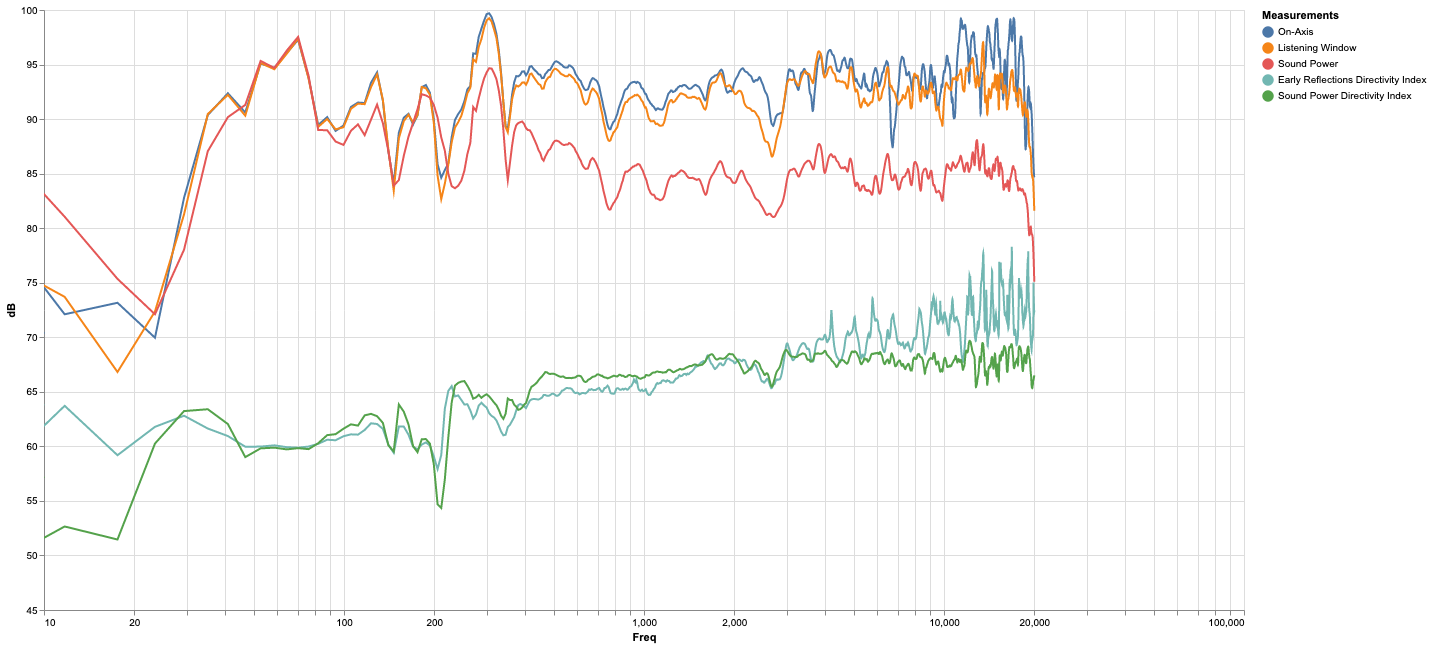 Measurements
On-Axis
Listening Window
Sound Power
Early Reflections Directivity Index
Sound Power Directivity Index
100
95
90
85
80
75
70
65
60
55
50
45
dB
10 20 100 200 1,000 2,000 10,000 20,000 100,000
Freq